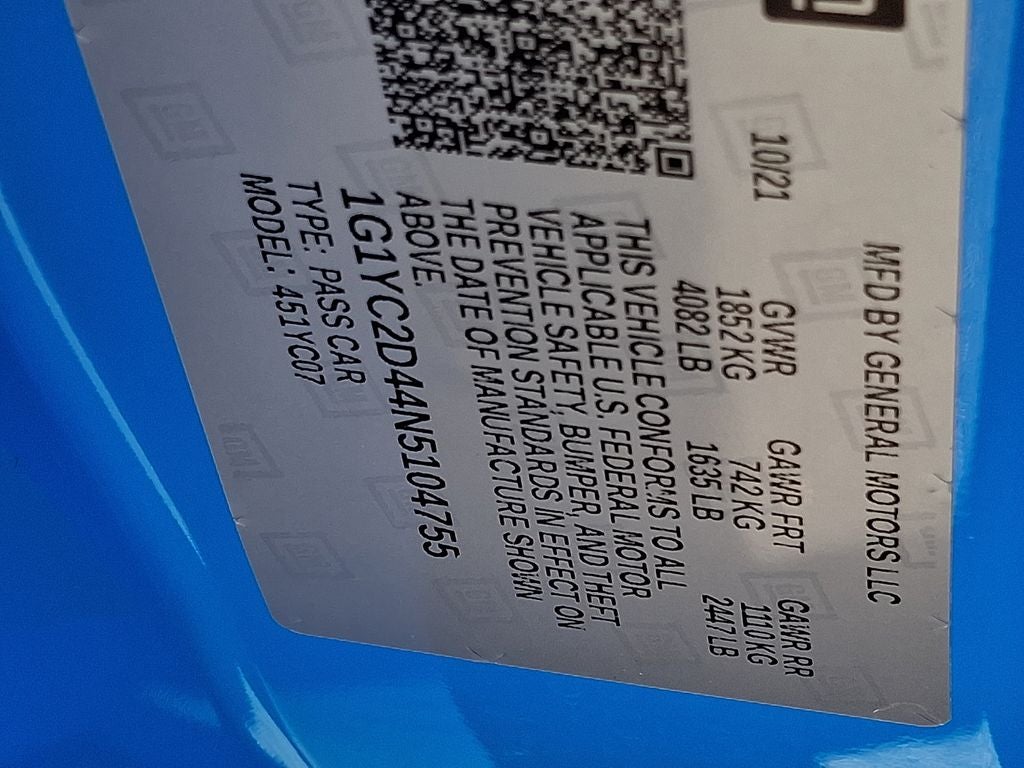 MFD BY GENERAL MOTORS LLC
10/21 GVWR GAWR FRT GAWR RR
1852 KG 742 KG 1110 KG
4082 LB 1635 LB 2447 LB
THIS VEHICLE CONFORMS TO ALL
APPLICABLE U.S. FEDERAL MOTOR
VEHICLE SAFETY, BUMPER, AND THEFT
PREVENTION STANDARDS IN EFFECT ON
THE DATE OF MANUFACTURE SHOWN
ABOVE.
1G1YC2D44N5104755
TYPE: PASS CAR
MODEL: 451YC07